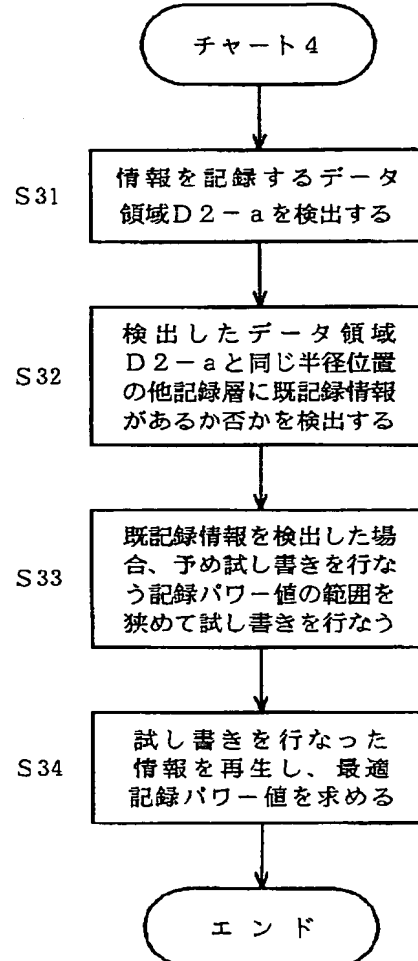 チャート4
S31
情報を記録するデータ
領域D2-aを検出する
S32
検出したデータ領域
D2-aと同じ半径位置
の他記録層に既記録情報
があるか否かを検出する
S33
既記録情報を検出した場
合、予め試し書きを行な
う記録パワー値の範囲を
狭めて試し書きを行なう
S34
試し書きを行なった
情報を再生し、最適
記録パワー値を求める
エンド